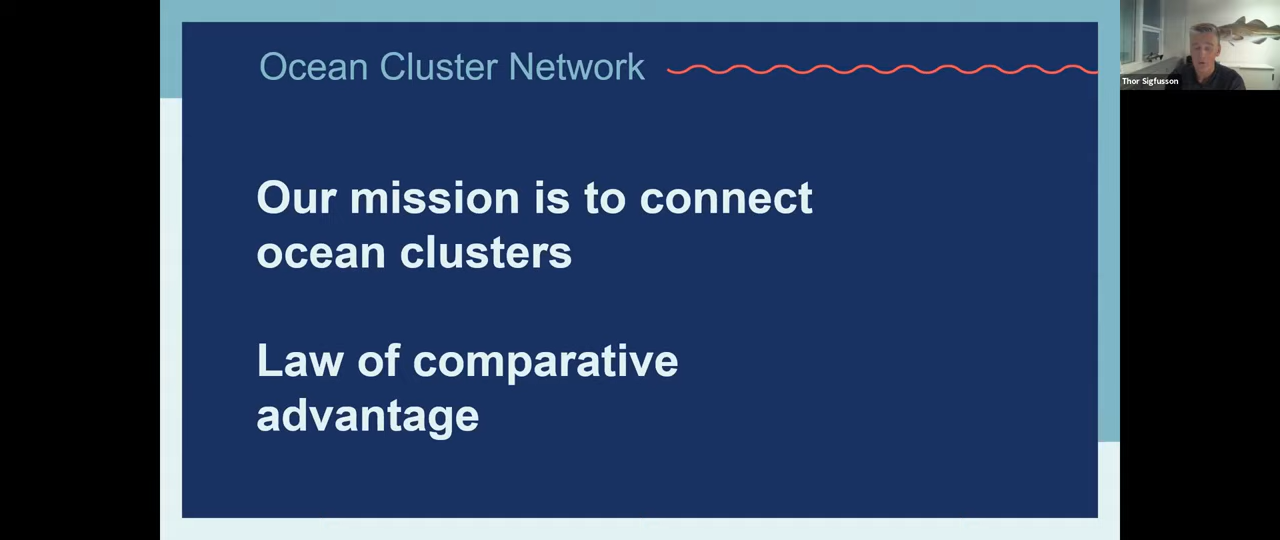 Ocean Cluster Network
Thor Sigfusson
Our mission is to connect
ocean clusters
Law of comparative
advantage